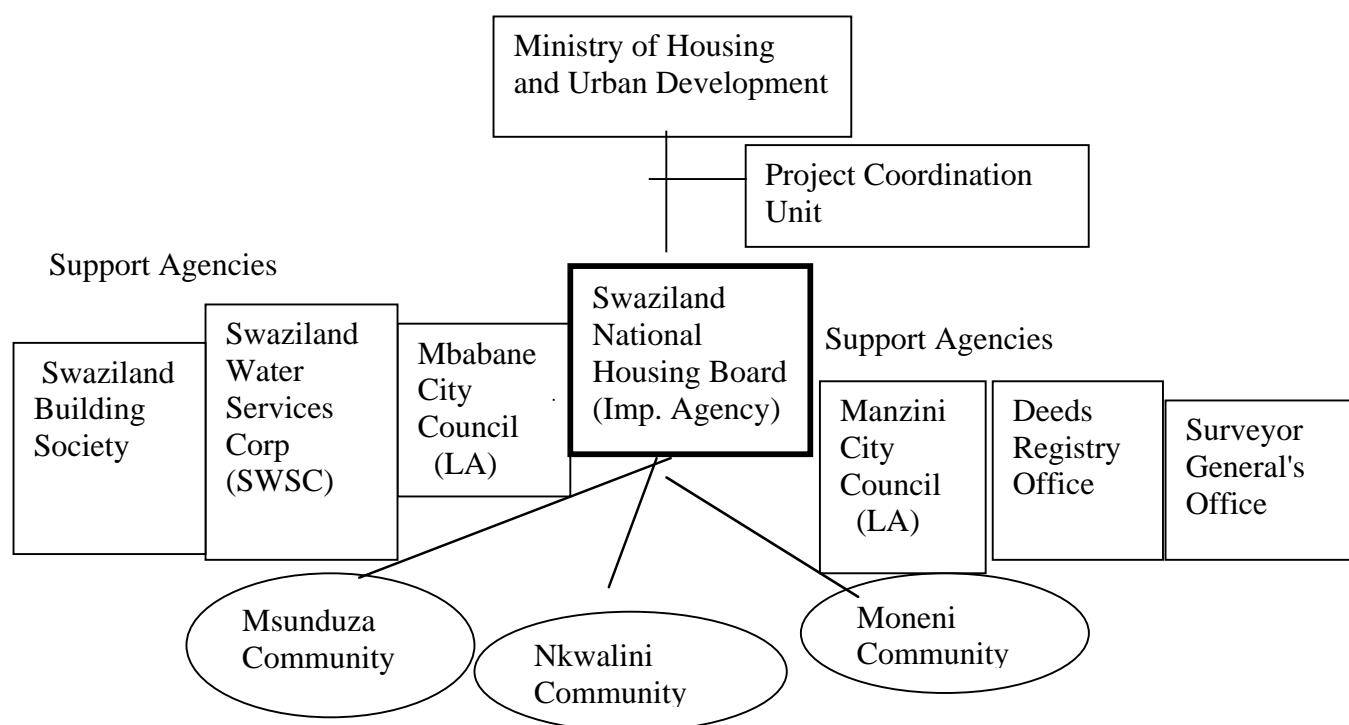 Ministry of Housing
and Urban Development
Project Coordination
Unit
Support Agencies
Swaziland
Building
Society
Swaziland
Water
Services
Corp
(SWSC)
Mbabane
City
Council
(LA)
Swaziland
National
Housing Board
(Imp. Agency)
Support Agencies
Manzini
City
Council
(LA)
Deeds
Registry
Office
Surveyor
General's
Office
Msunduza
Community
Nkwalini
Community
Moneni
Community